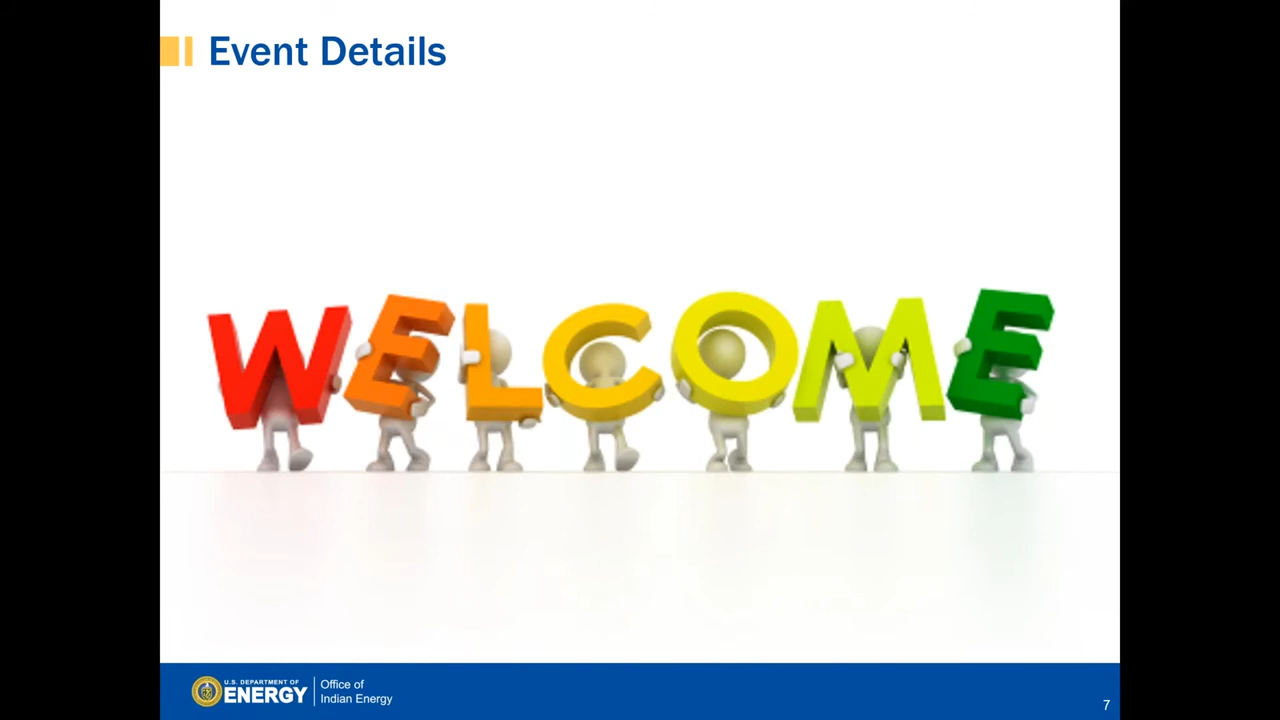 Event Details
WELCOME
U.S. DEPARTMENT OF
ENERGY
Office of
Indian Energy
7